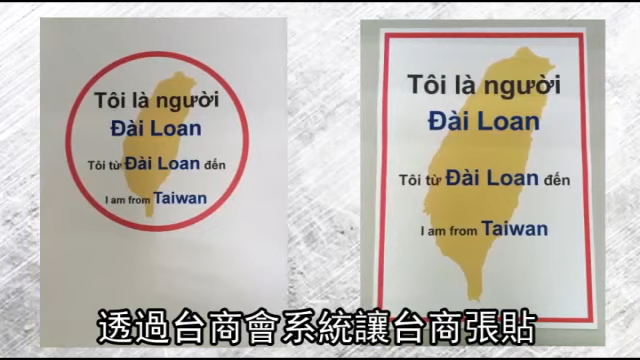 Tôi là người
Đài Loan
Tôi từ Đài Loan đến
I am from Taiwan
Tôi là người
Đài Loan
Tôi từ Đài Loan đến
I am from Taiwan
透過台商會系統讓台商張貼